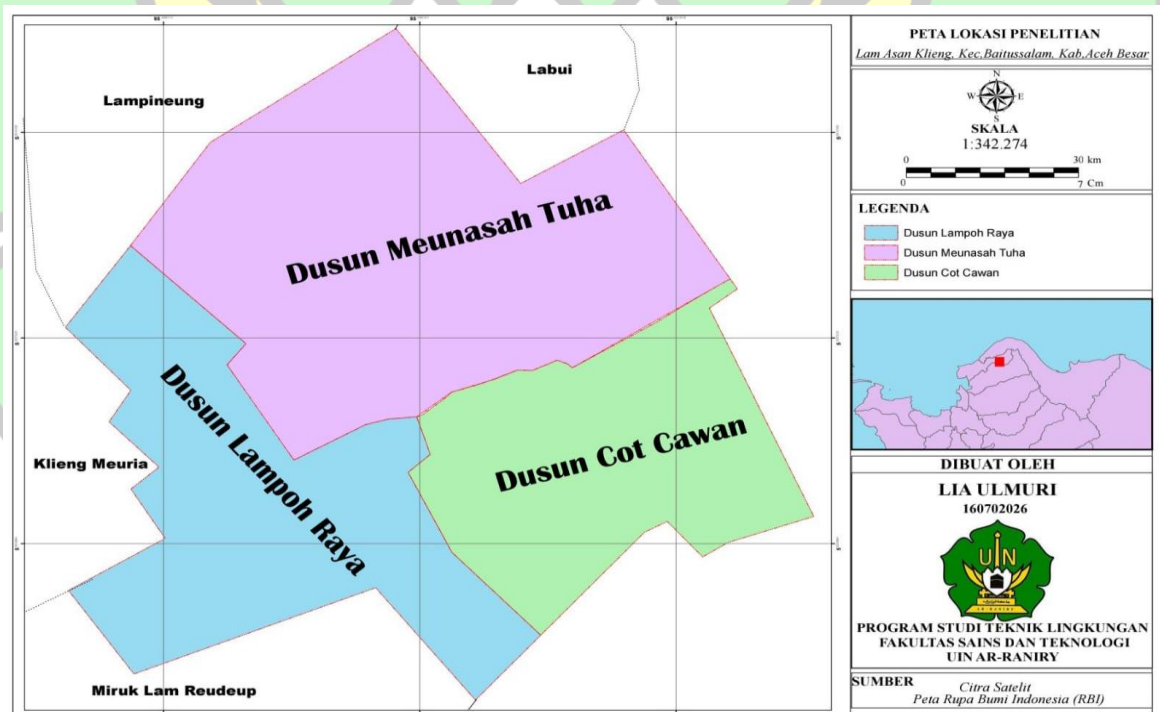 Labui
Lampineung
Dusun Meunasah Tuha
Dusun Lampoh Raya
Dusun Cot Cawan
Klieng Meuria
Miruk Lam Reudeup
PETA LOKASI PENELITIAN
Lam Asan Klieng, Kec,Baitussalam, Kab,Aceh Besar
N
W E
S
SKALA
1:342.274
0 30 km
0 7 Cm
LEGENDA
Dusun Lampoh Raya
Dusun Meunasah Tuha
Dusun Cot Cawan
DIBUAT OLEH
LIA ULMURI
160702026
UIN
AR-RANIRY
PROGRAM STUDI TEKNIK LINGKUNGAN
FAKULTAS SAINS DAN TEKNOLOGI
UIN AR-RANIRY
SUMBER
Citra Satelit
Peta Rupa Bumi Indonesia (RBI)